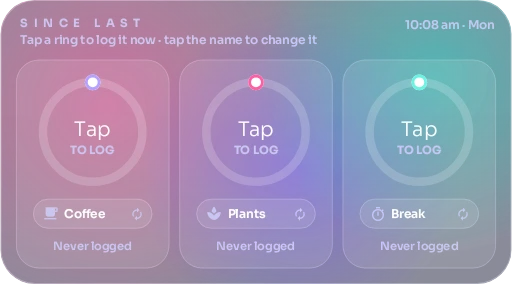 SINCE LAST
10:08 am · Mon
Tap a ring to log it now · tap the name to change it
Tap
TO LOG
Coffee
Never logged
Tap
TO LOG
Plants
Never logged
Tap
TO LOG
Break
Never logged